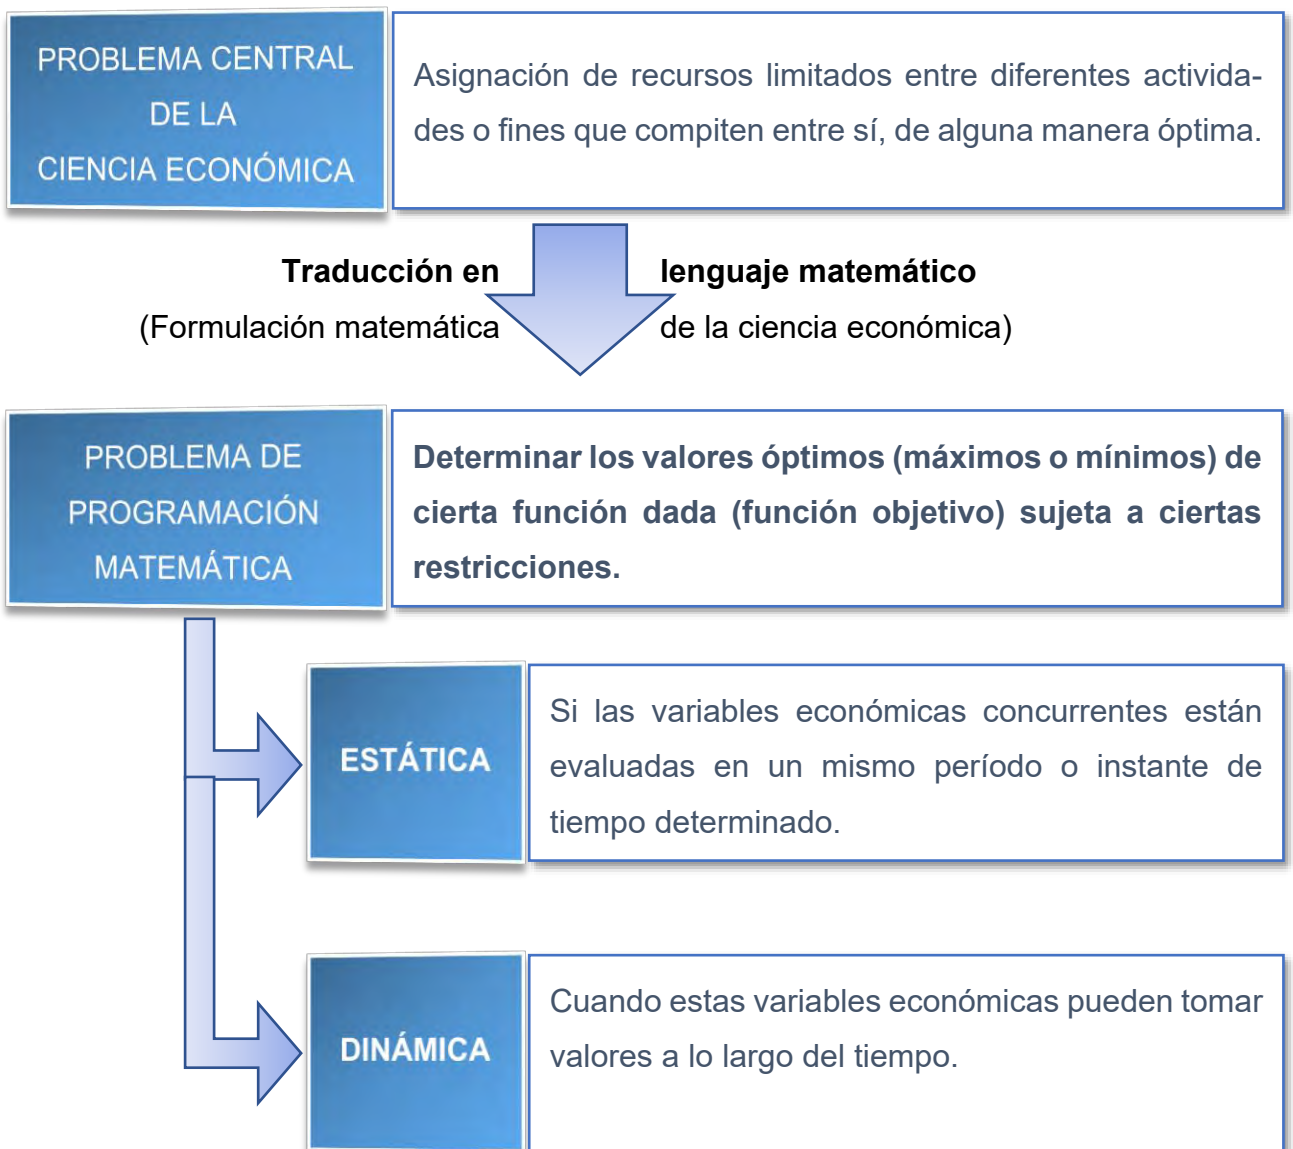 PROBLEMA CENTRAL
DE LA
CIENCIA ECONÓMICA
Asignación de recursos limitados entre diferentes activida-
des o fines que compiten entre sí, de alguna manera óptima.
Traducción en lenguaje matemático
(Formulación matemática de la ciencia económica)
PROBLEMA DE
PROGRAMACIÓN
MATEMÁTICA
Determinar los valores óptimos (máximos o mínimos) de
cierta función dada (función objetivo) sujeta a ciertas
restricciones.
ESTÁTICA
Si las variables económicas concurrentes están
evaluadas en un mismo período o instante de
tiempo determinado.
DINÁMICA
Cuando estas variables económicas pueden tomar
valores a lo largo del tiempo.